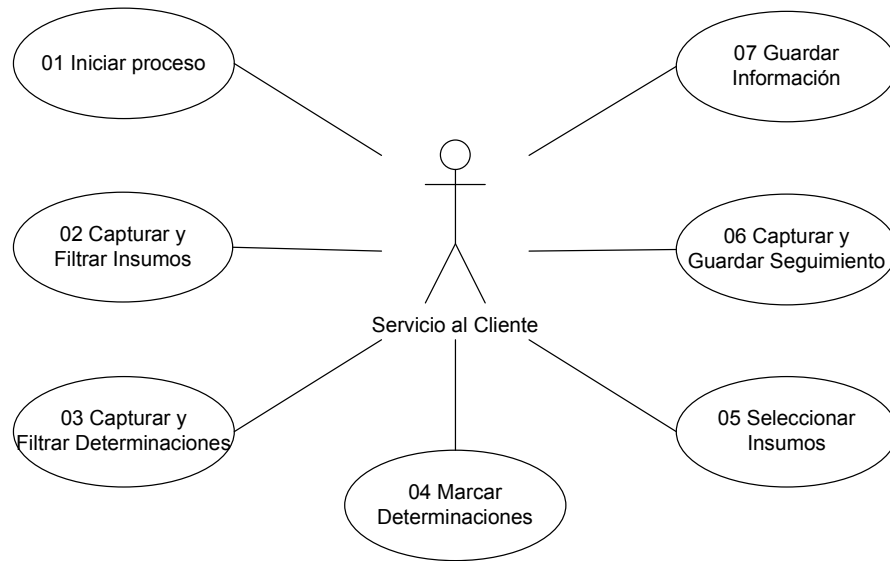 01 Iniciar proceso
02 Capturar y
Filtrar Insumos
03 Capturar y
Filtrar Determinaciones
04 Marcar
Determinaciones
05 Seleccionar
Insumos
06 Capturar y
Guardar Seguimiento
07 Guardar
Información
Servicio al Cliente